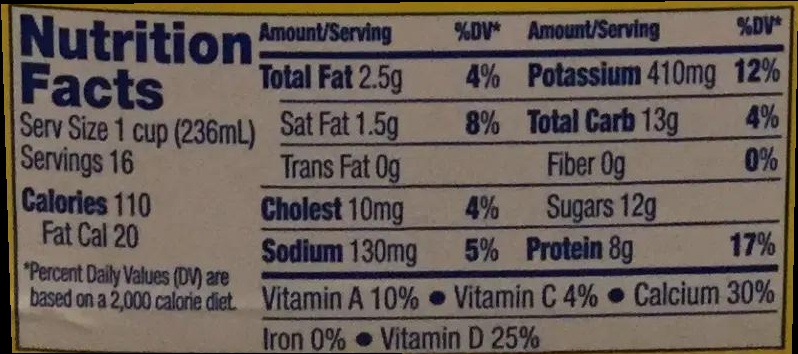 Nutrition
Facts
Serv Size 1 cup (236mL)
Servings 16
Calories 110
Fat Cal 20
*Percent Daily Values (DV) are
based on a 2,000 calorie diet.
Amount/Serving %DV* Amount/Serving %DV*
Total Fat 2.5g 4% Potassium 410mg 12%
Sat Fat 1.5g 8% Total Carb 13g 4%
Trans Fat 0g Fiber 0g 0%
Cholest 10mg 4% Sugars 12g
Sodium 130mg 5% Protein 8g 17%
Vitamin A 10% ● Vitamin C 4% ● Calcium 30%
Iron 0% ● Vitamin D 25%